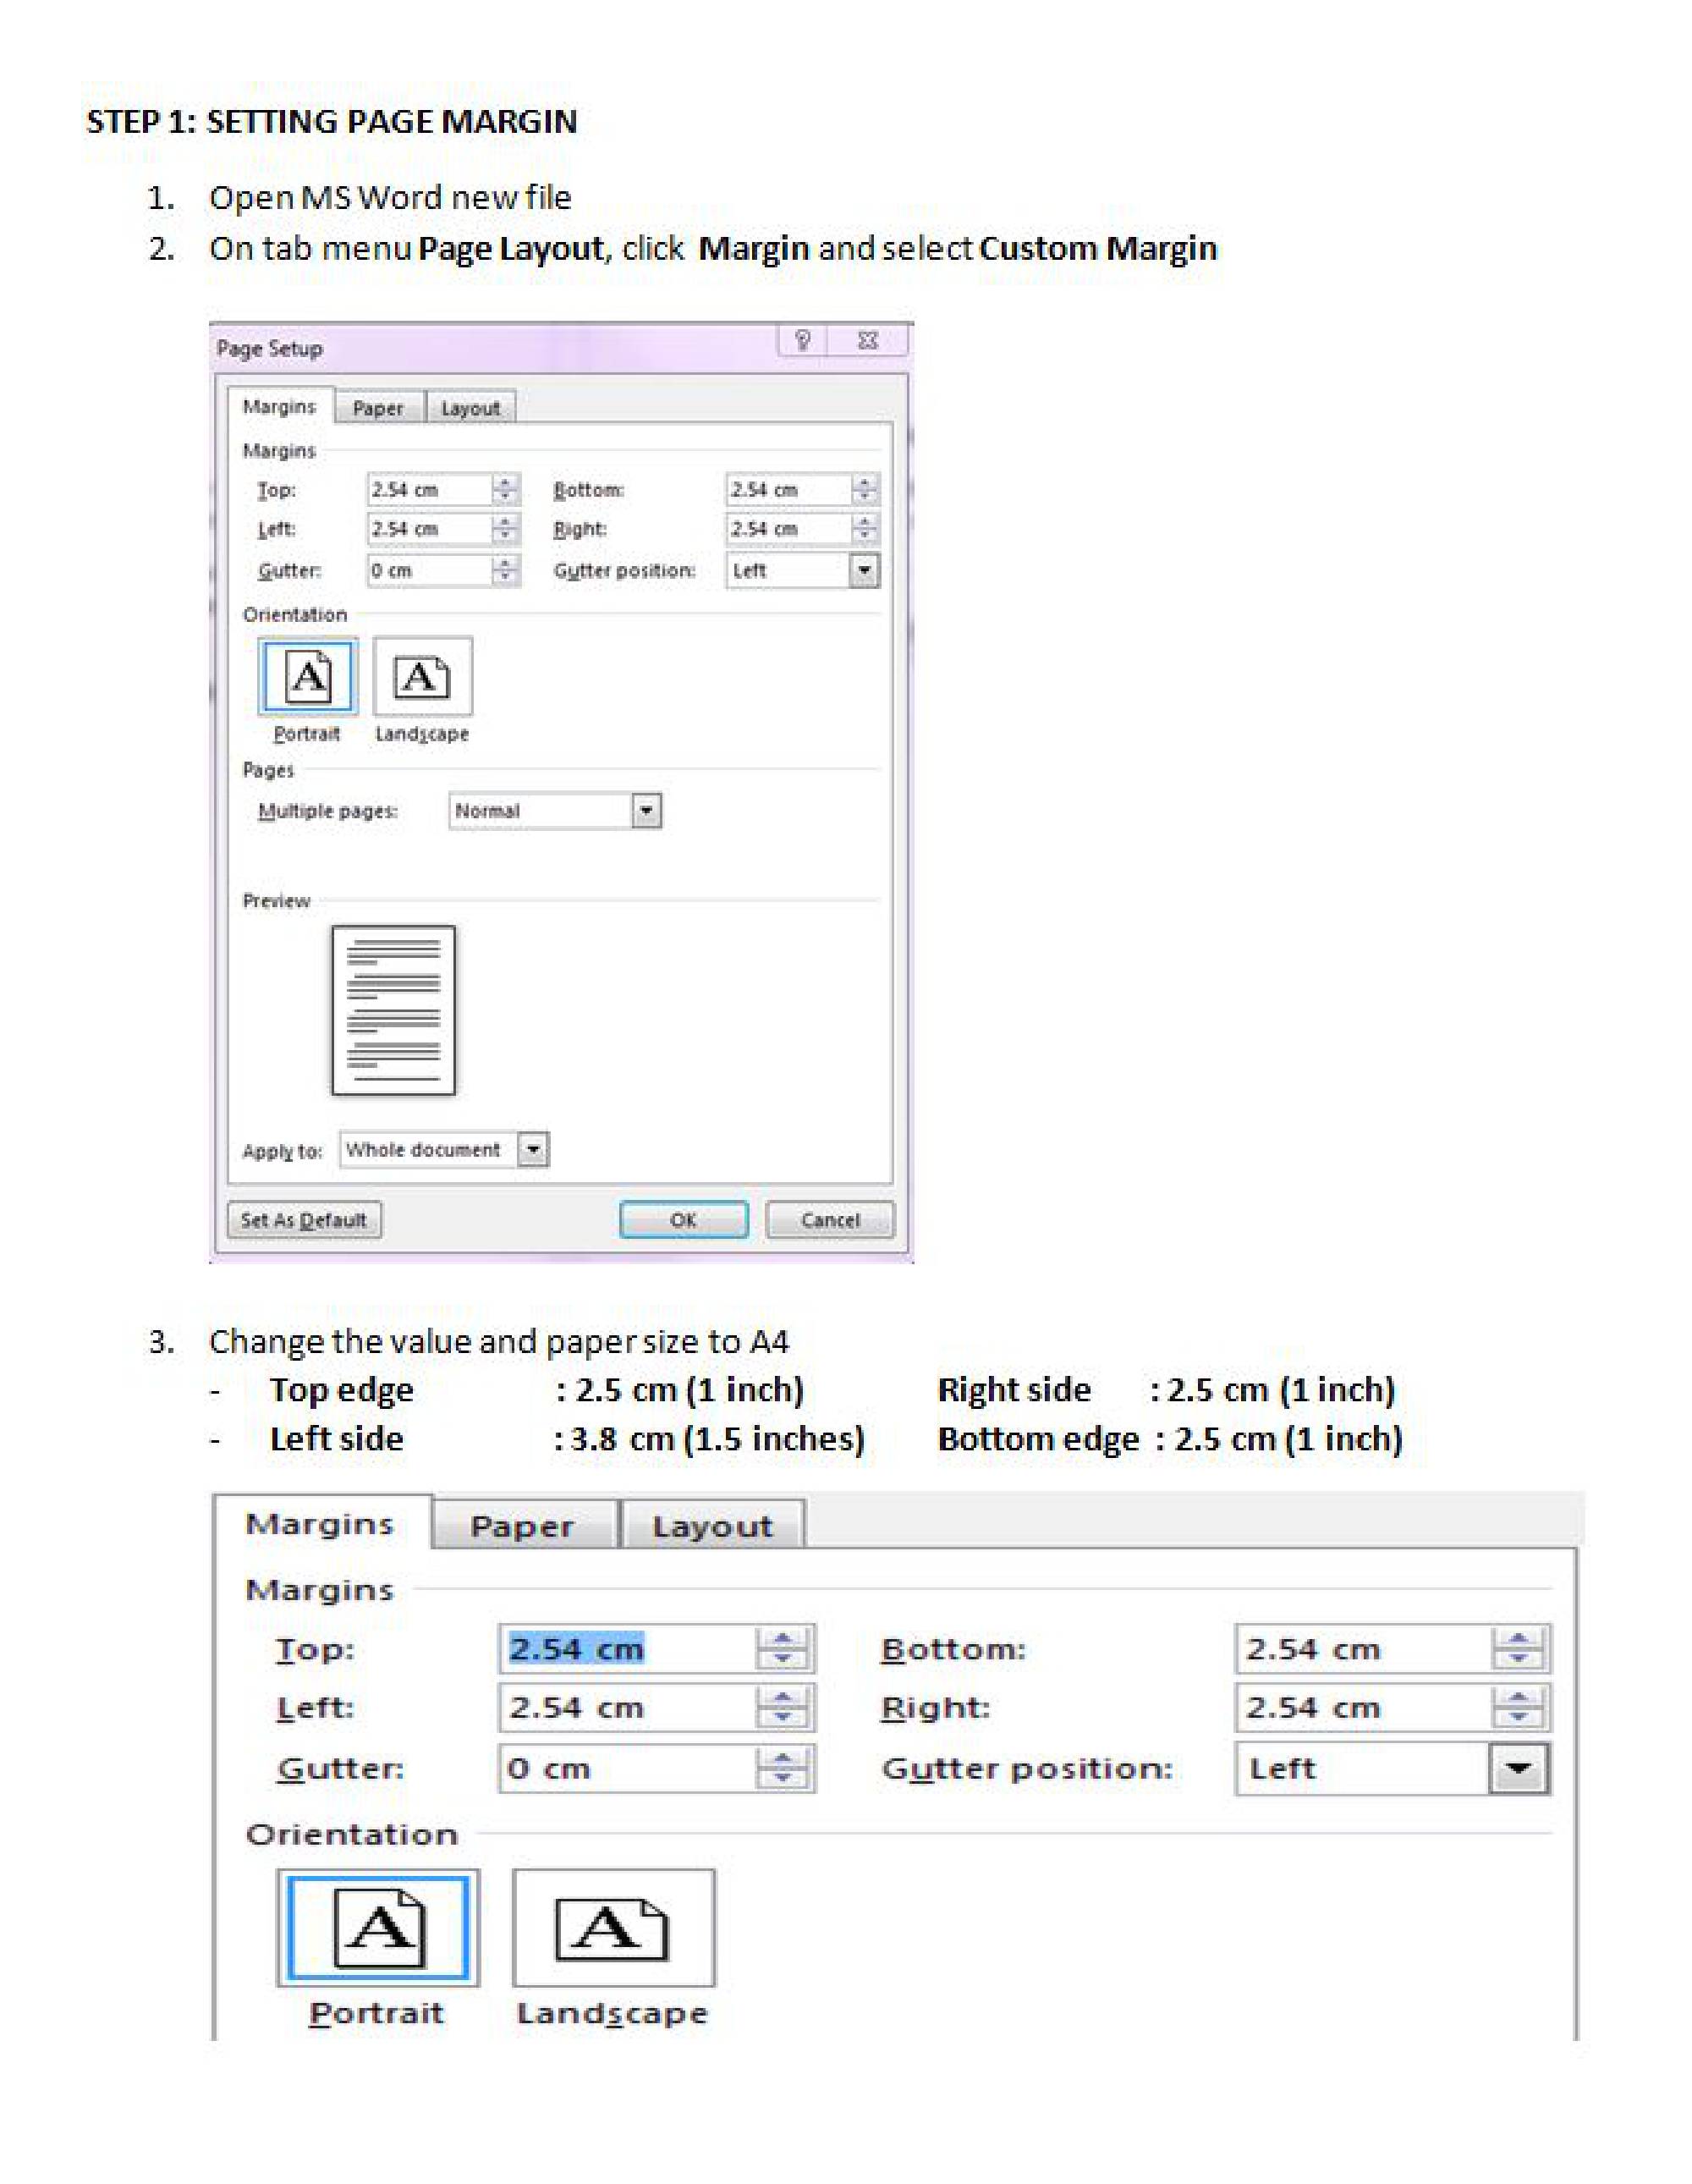 STEP 1: SETTING PAGE MARGIN
1. Open MS Word new file
2. On tab menu Page Layout, click Margin and select Custom Margin
Page Setup
Margins Paper Layout
Margins
Top: 2.54 cm Bottom: 2.54 cm
Left: 2.54 cm Right: 2.54 cm
Gutter: 0 cm Gutter position: Left
Orientation
A A
Portrait Landscape
Pages
Multiple pages: Normal
Preview
Apply to: Whole document
Set As Default OK Cancel
3. Change the value and paper size to A4
- Top edge : 2.5 cm (1 inch) Right side : 2.5 cm (1 inch)
- Left side : 3.8 cm (1.5 inches) Bottom edge : 2.5 cm (1 inch)
Margins Paper Layout
Margins
Top: 2.54 cm Bottom: 2.54 cm
Left: 2.54 cm Right: 2.54 cm
Gutter: 0 cm Gutter position: Left
Orientation
A A
Portrait Landscape